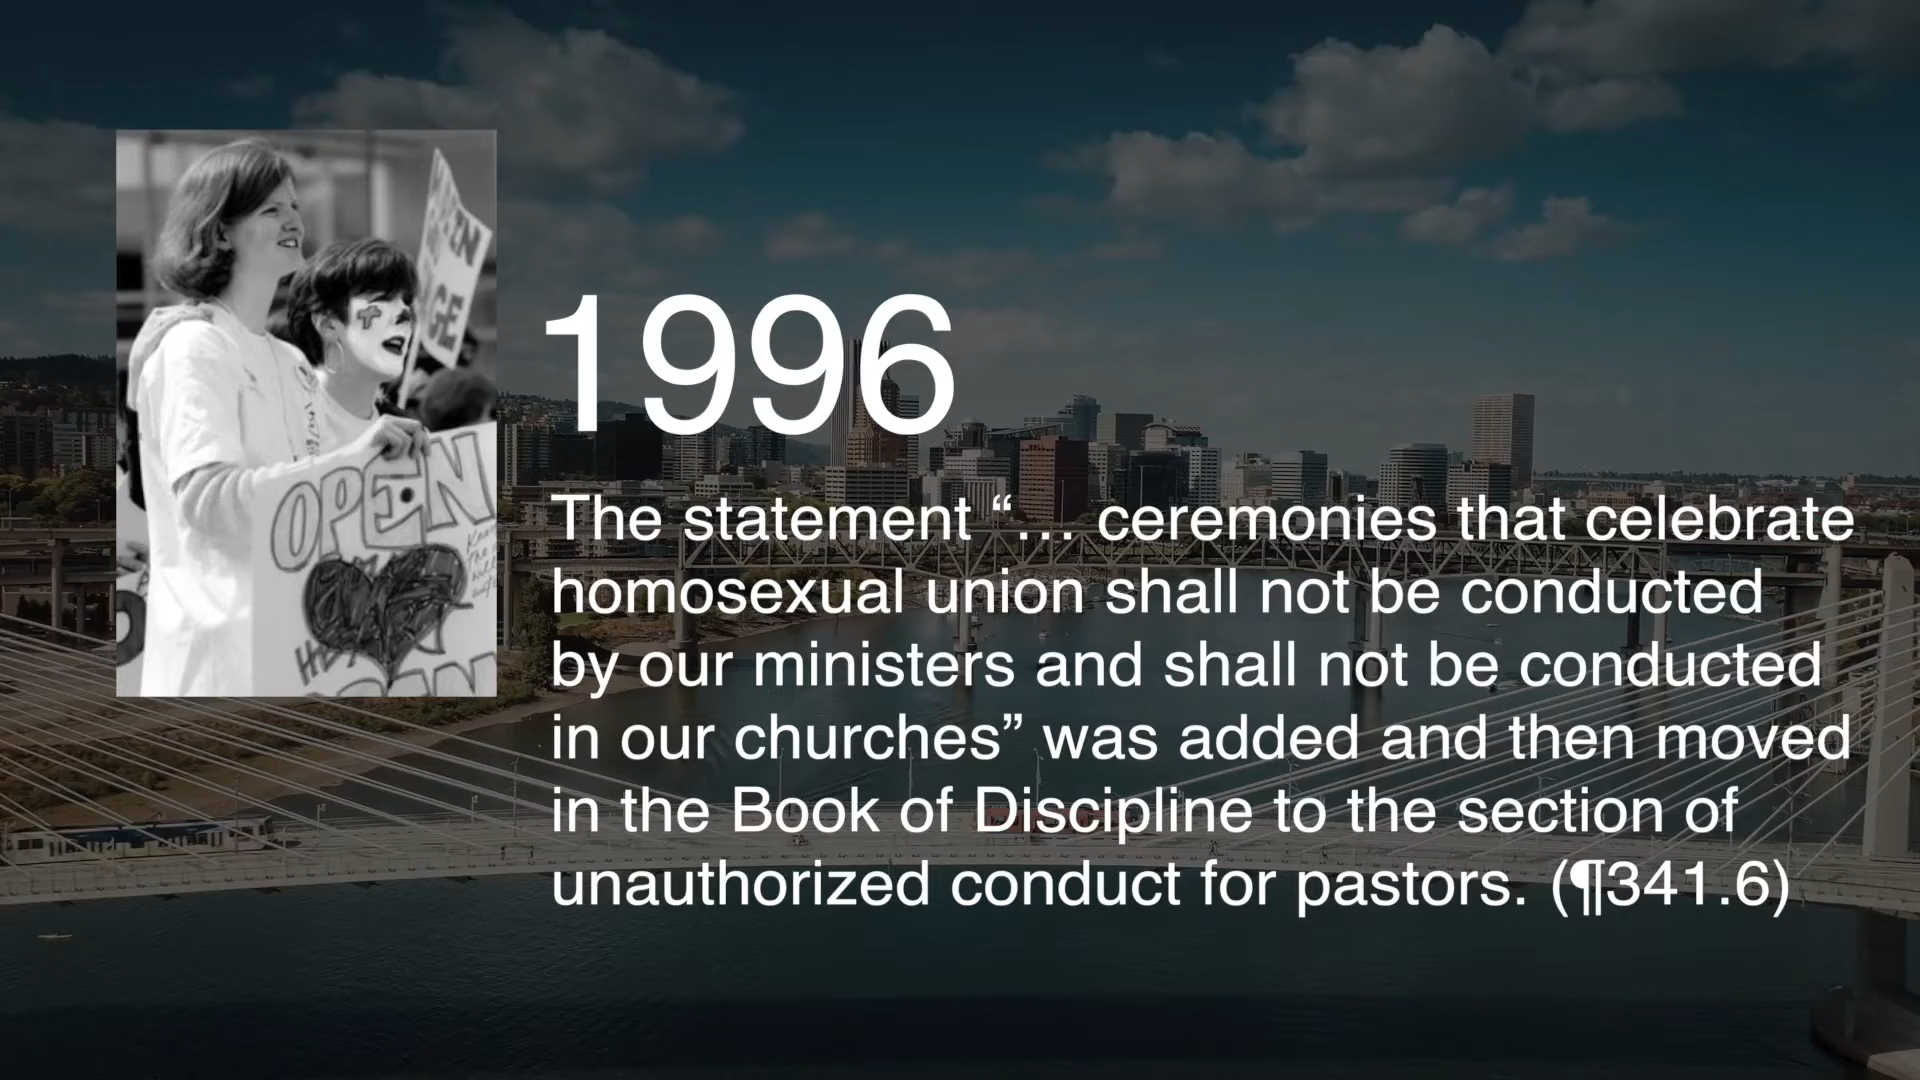 IN
GE
OPEN
1996
The statement “… ceremonies that celebrate
homosexual union shall not be conducted
by our ministers and shall not be conducted
in our churches” was added and then moved
in the Book of Discipline to the section of
unauthorized conduct for pastors. (¶341.6)